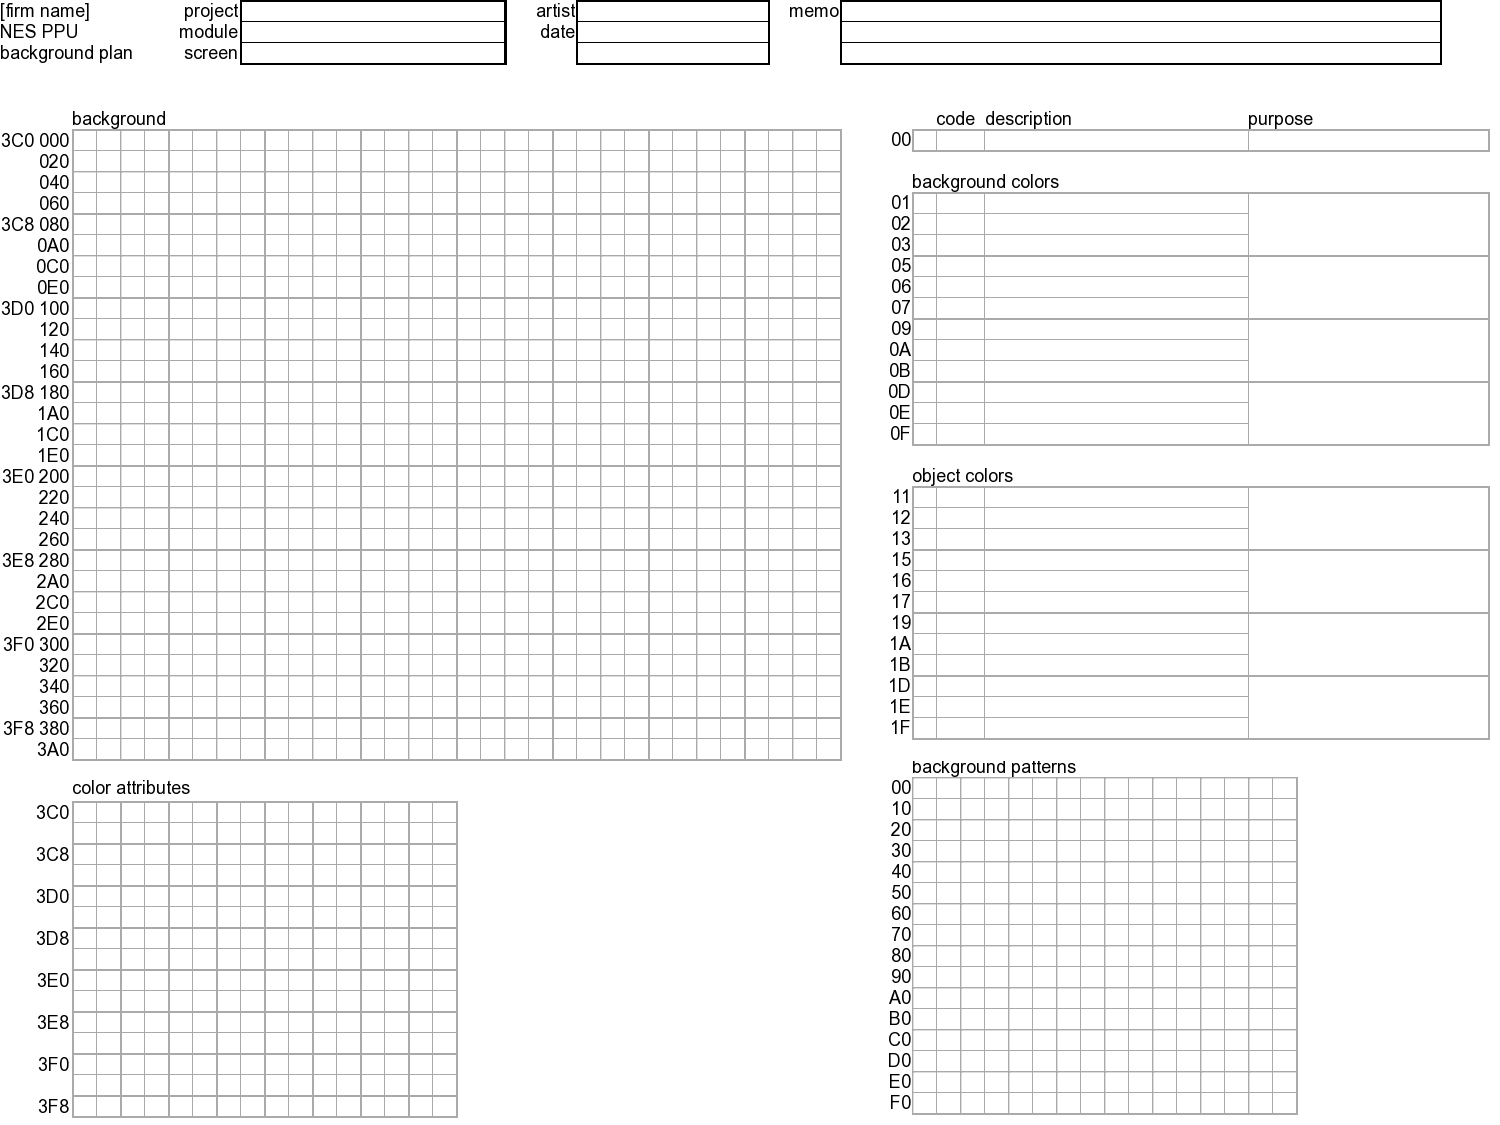 [firm name] project artist memo
NES PPU module date
background plan screen
background
3C0 000
020
040
060
3C8 080
0A0
0C0
0E0
3D0 100
120
140
160
3D8 180
1A0
1C0
1E0
3E0 200
220
240
260
3E8 280
2A0
2C0
2E0
3F0 300
320
340
360
3F8 380
3A0
color attributes
3C0
3C8
3D0
3D8
3E0
3E8
3F0
3F8
code description purpose
00
background colors
01
02
03
05
06
07
09
0A
0B
0D
0E
0F
object colors
11
12
13
15
16
17
19
1A
1B
1D
1E
1F
background patterns
00
10
20
30
40
50
60
70
80
90
A0
B0
C0
D0
E0
F0